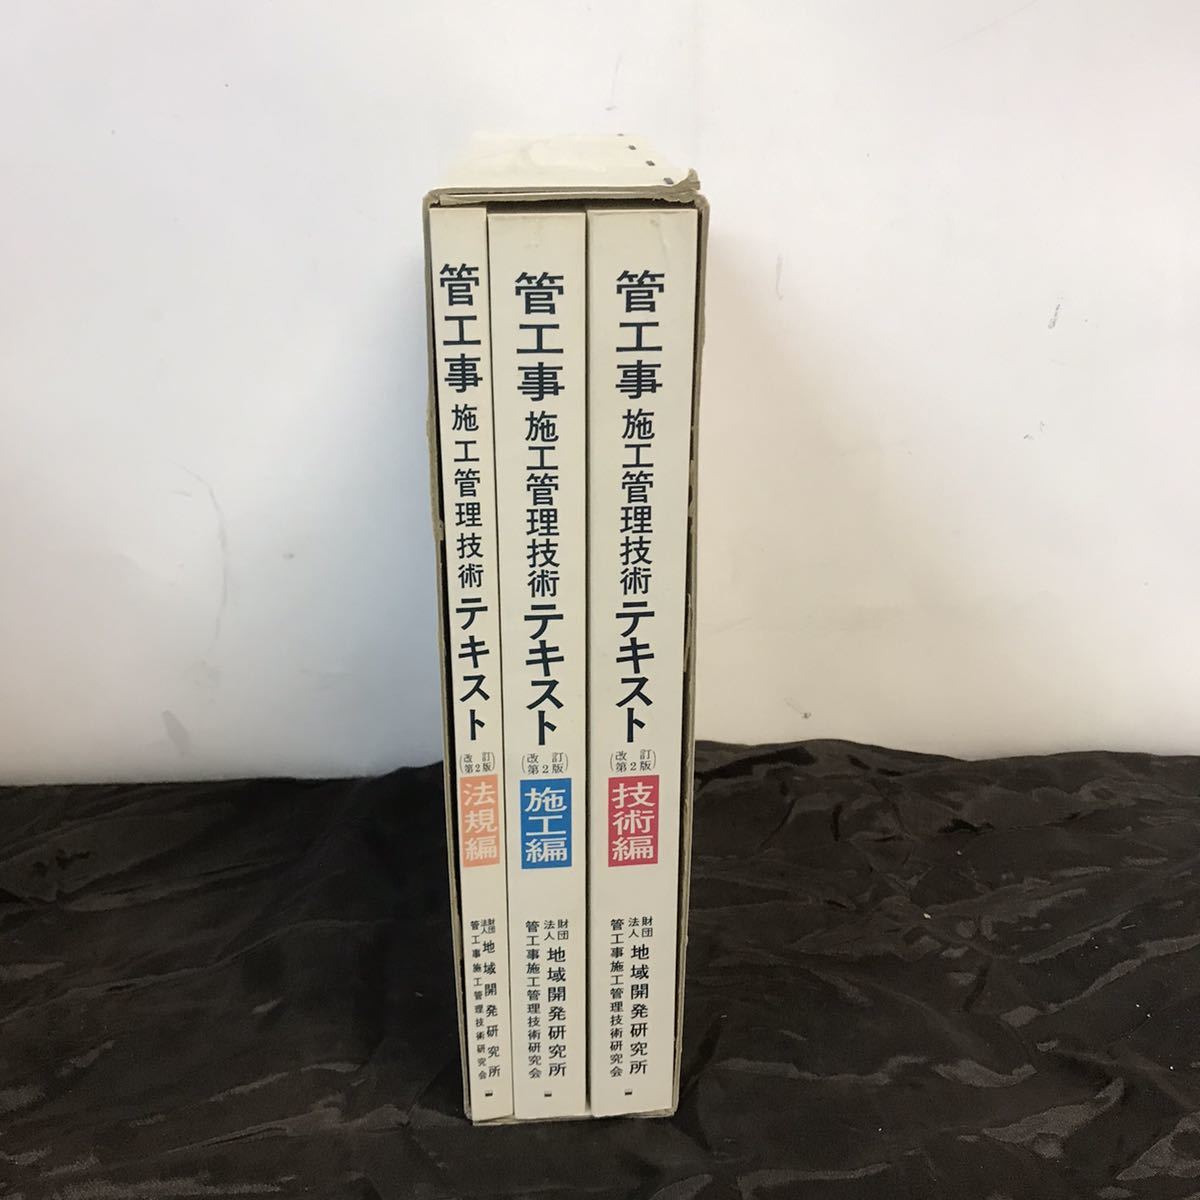 管工事施工管理技術テキスト
(改訂第2版)
技術編
財団法人 地域開発研究所
管工事施工管理技術研究会
管工事施工管理技術テキスト
(改訂第2版)
施工編
財団法人 地域開発研究所
管工事施工管理技術研究会
管工事施工管理技術テキスト
(改訂第2版)
法規編
財団法人 地域開発研究所
管工事施工管理技術研究会